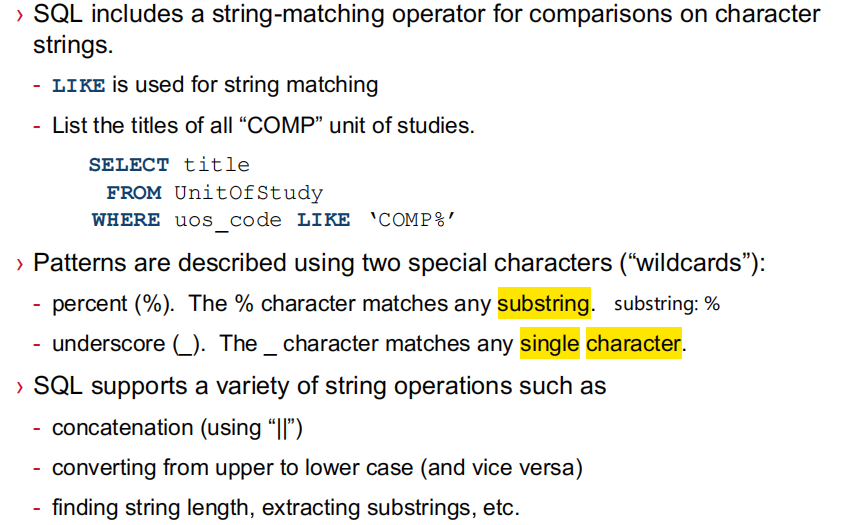 › SQL includes a string-matching operator for comparisons on character
strings.
- LIKE is used for string matching
- List the titles of all “COMP” unit of studies.
SELECT title
FROM UnitOfStudy
WHERE uos_code LIKE ‛COMP%’
› Patterns are described using two special characters (“wildcards”):
- percent (%). The % character matches any substring. substring: %
- underscore (_). The _ character matches any single character.
› SQL supports a variety of string operations such as
- concatenation (using “||”)
- converting from upper to lower case (and vice versa)
- finding string length, extracting substrings, etc.